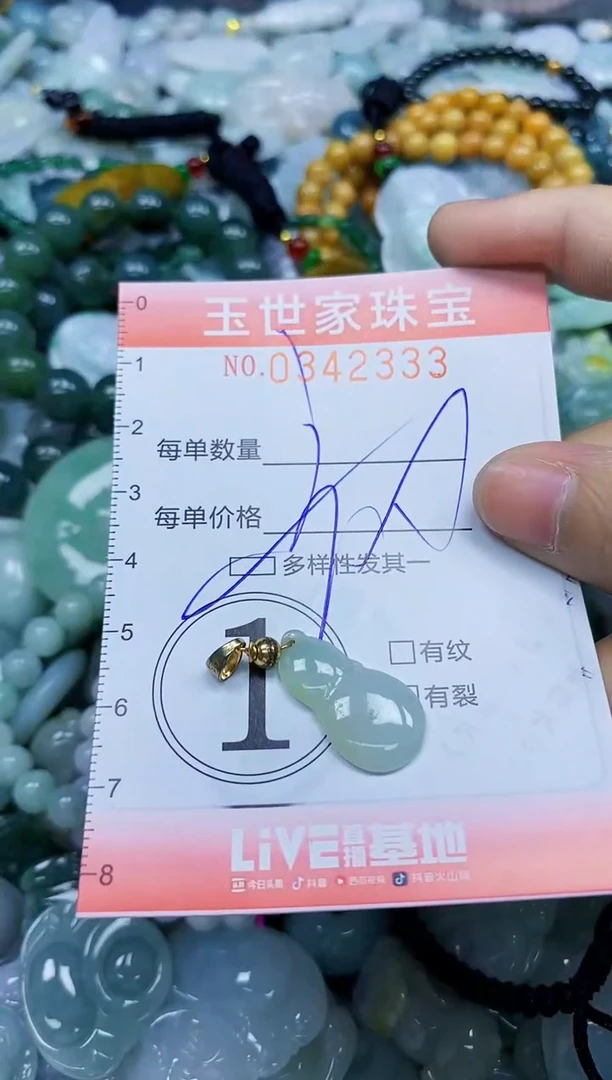 0
玉世家珠宝
NO.0342333
1
2
每单数量
3
每单价格
4
多样性发其一
5
1
有纹
6
有裂
7
LiVE直播基地
8
今日头条 抖音 西瓜视频 抖音火山版